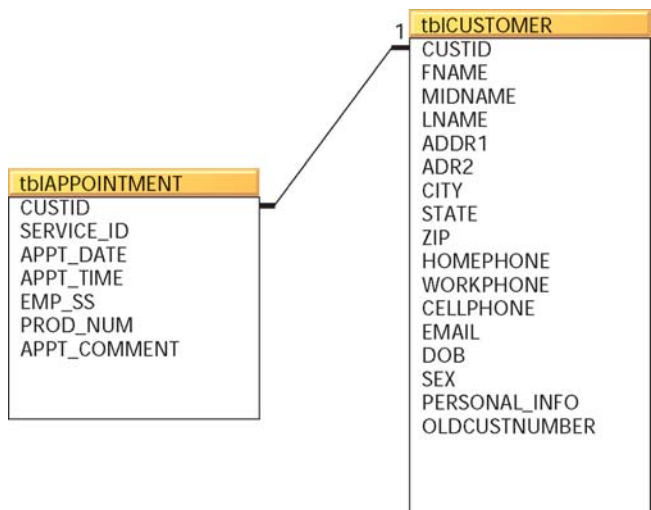 tblAPPOINTMENT
CUSTID
SERVICE_ID
APPT_DATE
APPT_TIME
EMP_SS
PROD_NUM
APPT_COMMENT
1
tblCUSTOMER
CUSTID
FNAME
MIDNAME
LNAME
ADDR1
ADR2
CITY
STATE
ZIP
HOMEPHONE
WORKPHONE
CELLPHONE
EMAIL
DOB
SEX
PERSONAL_INFO
OLDCUSTNUMBER